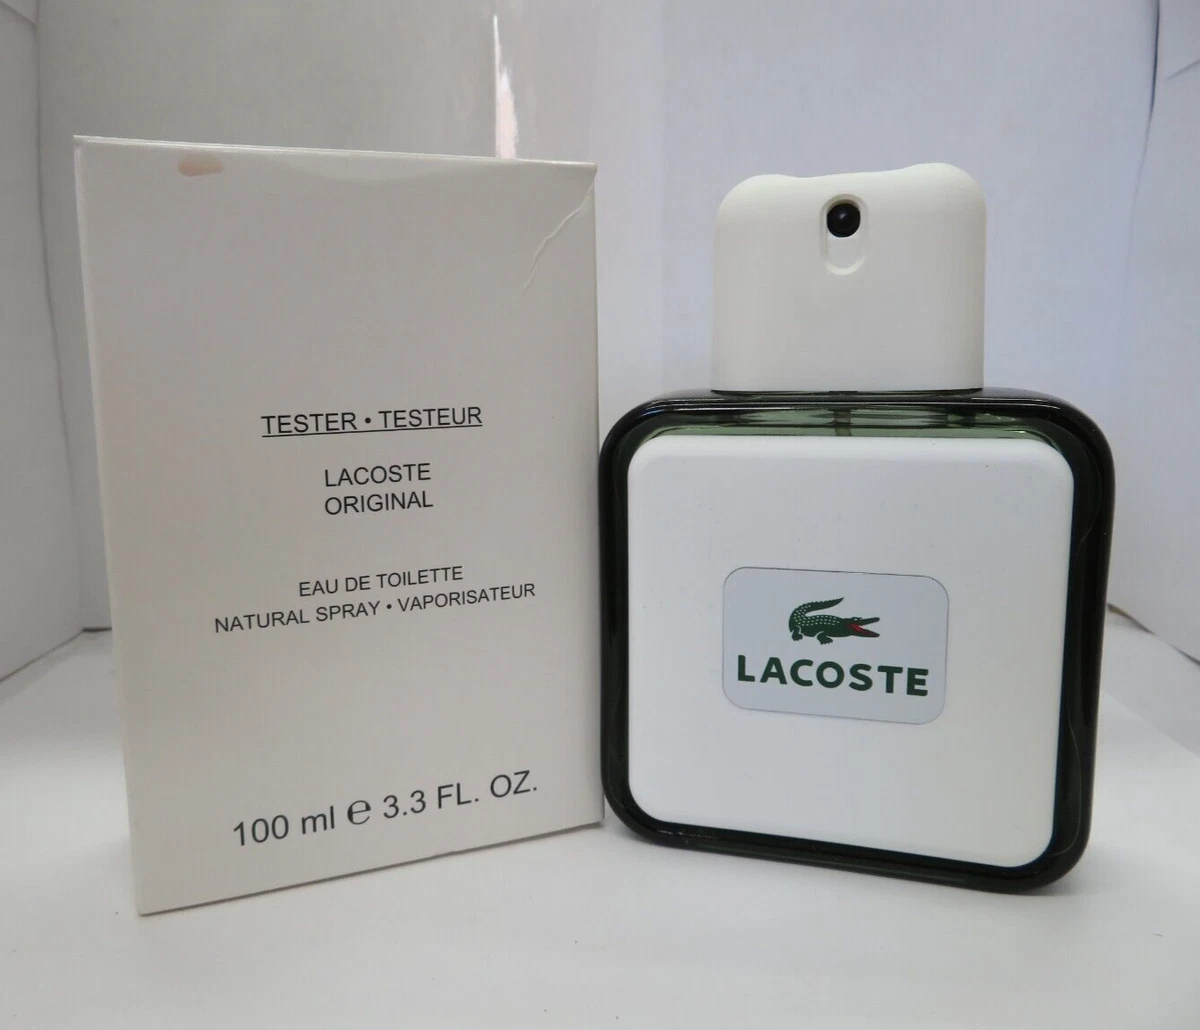 TESTER • TESTEUR
LACOSTE
ORIGINAL
EAU DE TOILETTE
NATURAL SPRAY • VAPORISATEUR
100 ml ℮ 3.3 FL. OZ.
LACOSTE